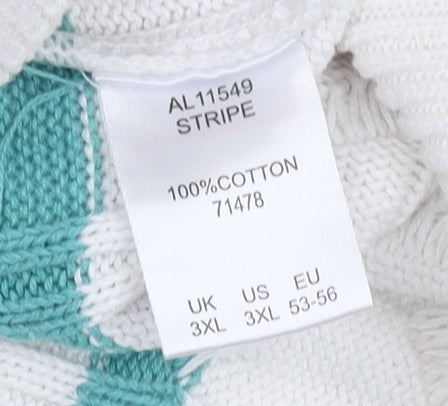 AL11549
STRIPE
100%COTTON
71478
UK US EU
3XL 3XL 53-56